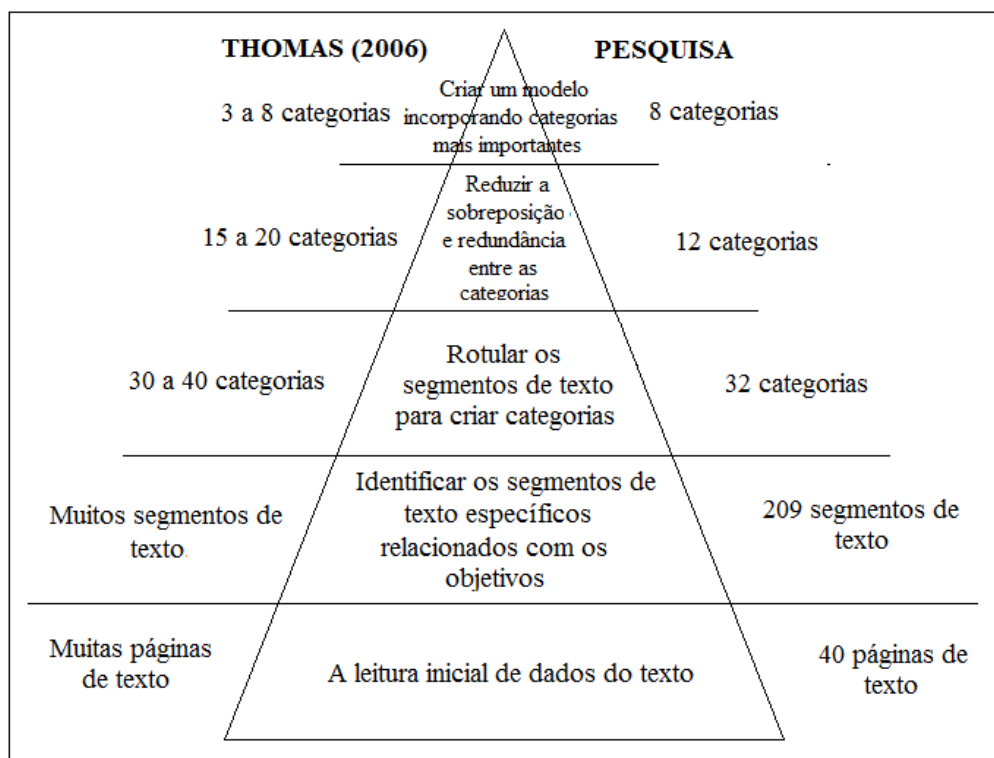 THOMAS (2006)
PESQUISA
3 a 8 categorias
Criar um modelo
incorporando categorias
mais importantes
8 categorias
15 a 20 categorias
Reduzir a
sobreposição
e redundância
entre as
categorias
12 categorias
30 a 40 categorias
Rotular os
segmentos de texto
para criar categorias
32 categorias
Muitos segmentos de
texto
Identificar os segmentos de
texto específicos
relacionados com os
objetivos
209 segmentos de
texto
Muitas páginas
de texto
A leitura inicial de dados do texto
40 páginas de
texto